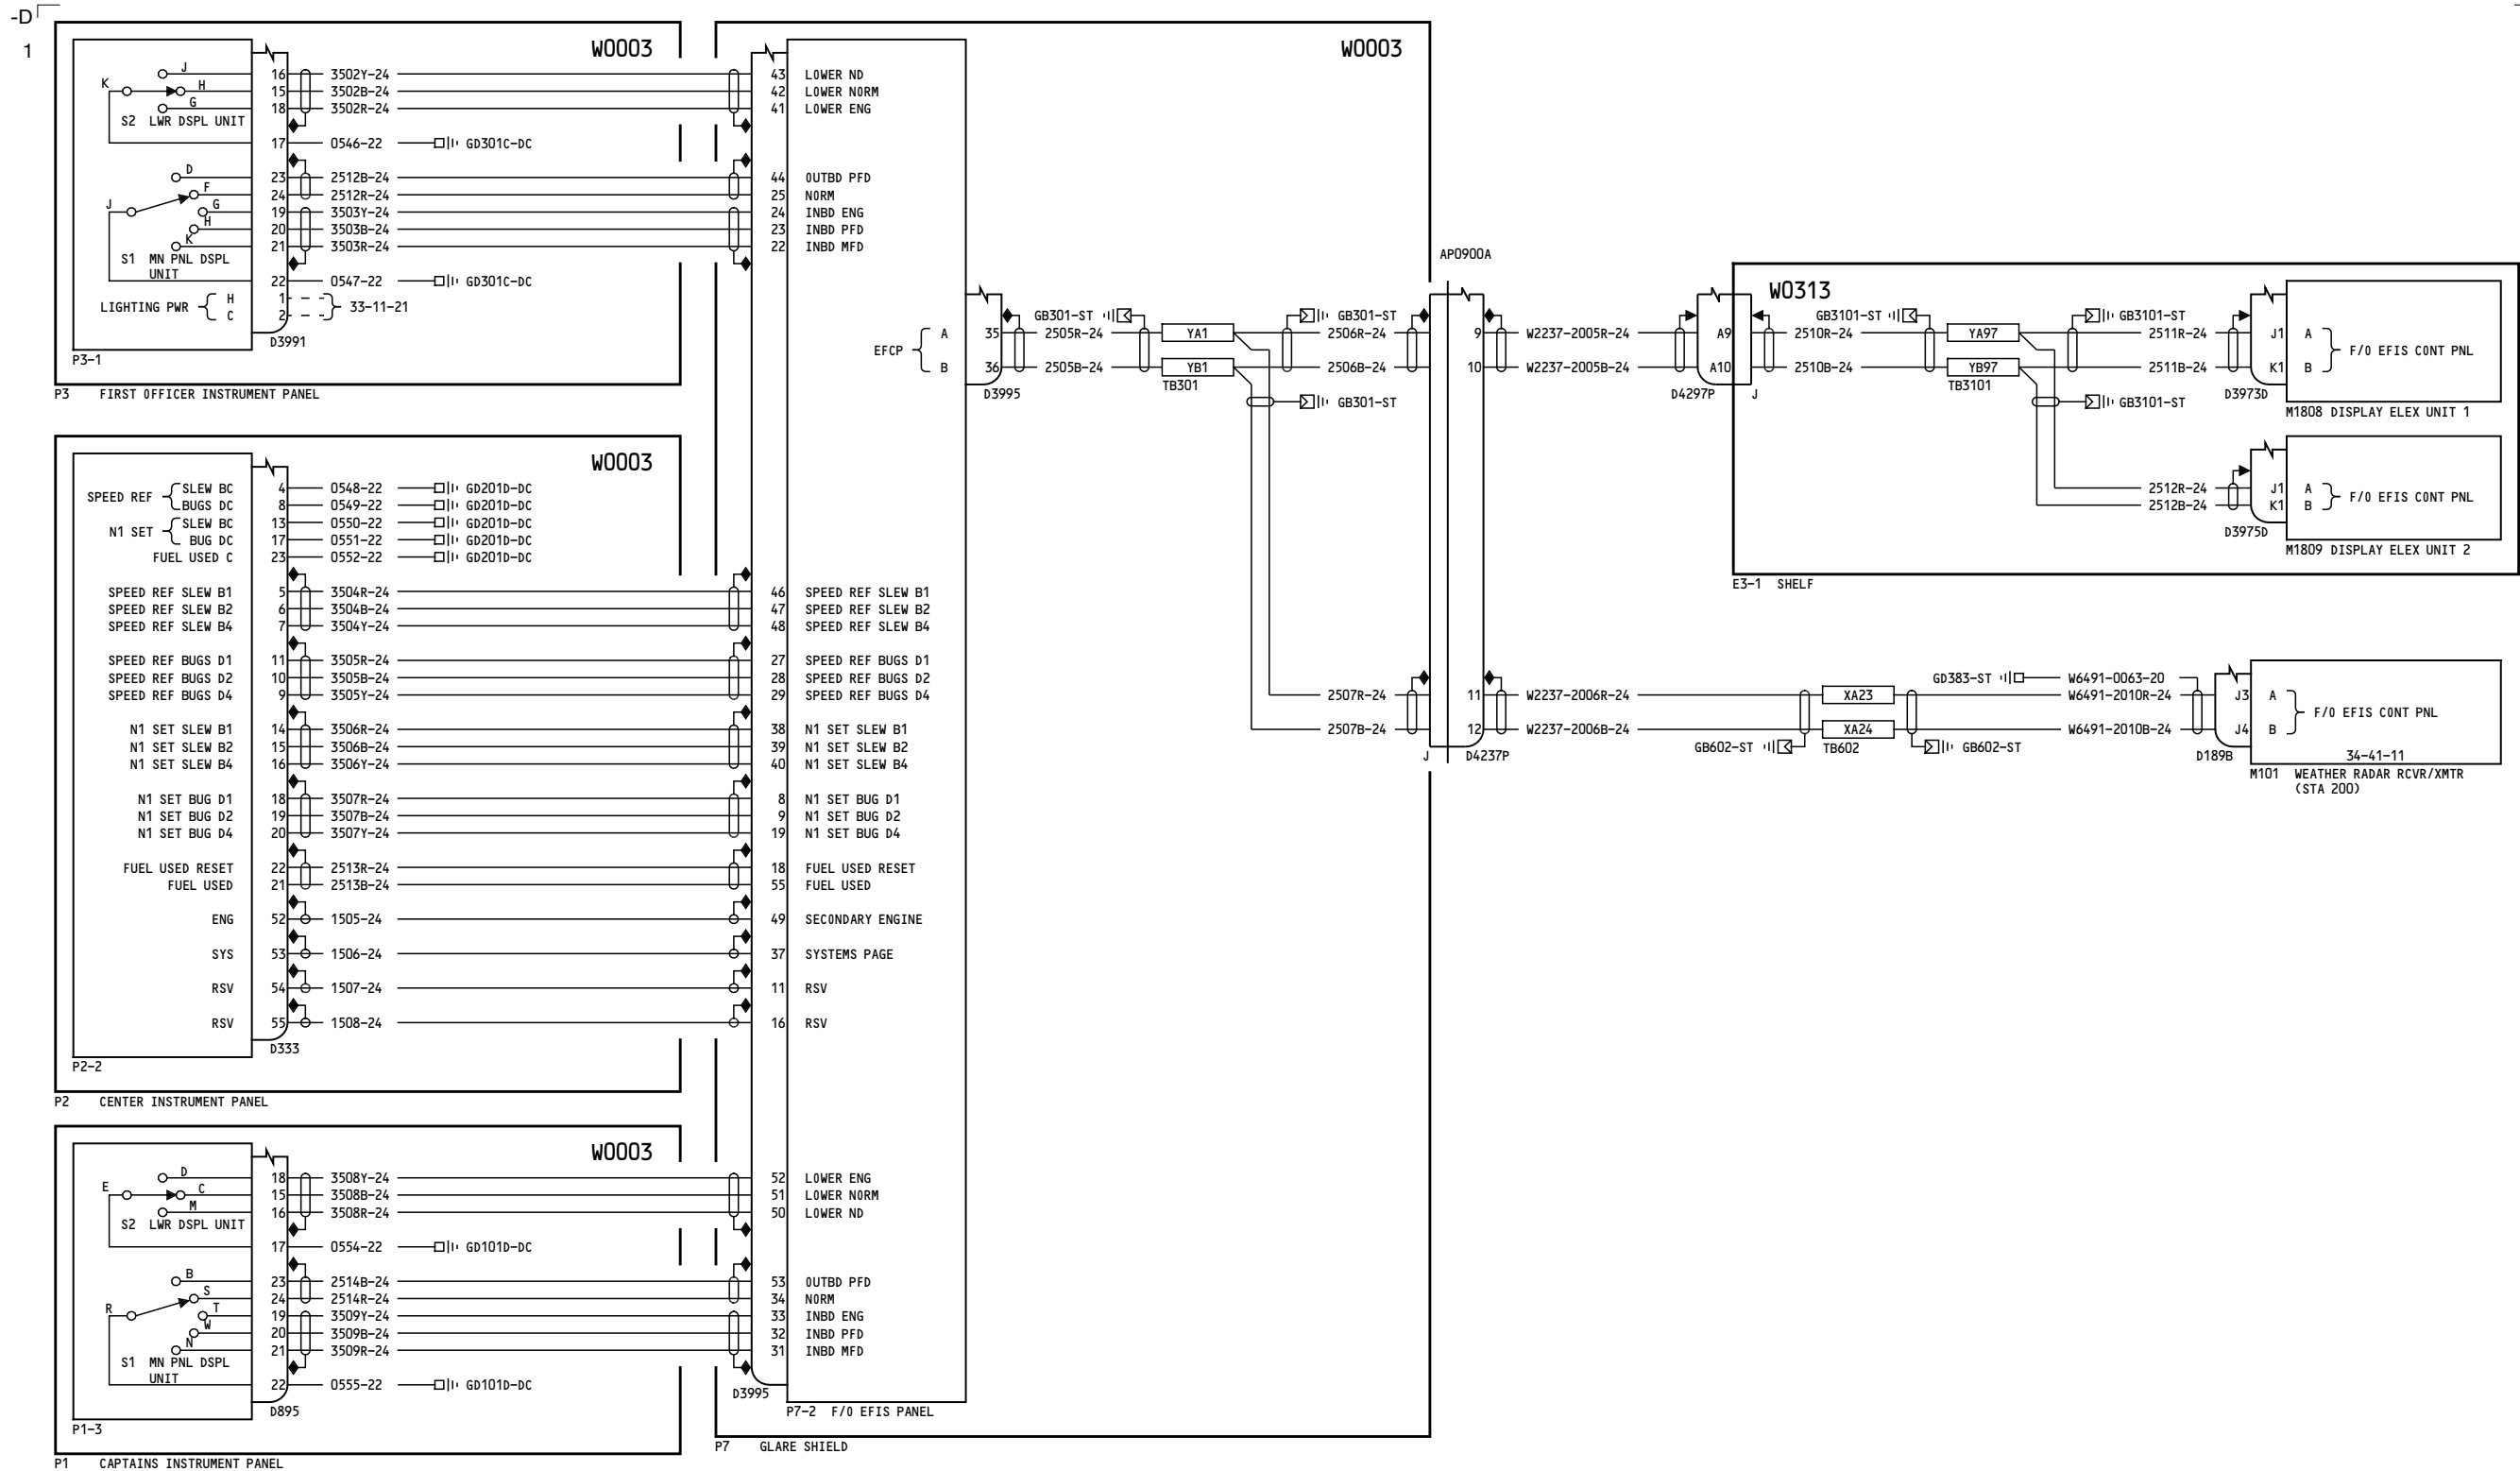 -D
1
W0003
J
K
H
G
S2 LWR DSPL UNIT
16 3502Y-24
15 3502B-24
18 3502R-24
17 0546-22 GD301C-DC
D
F
J
G
H
K
S1 MN PNL DSPL
UNIT
23 2512B-24
24 2512R-24
19 3503Y-24
20 3503B-24
21 3503R-24
22 0547-22 GD301C-DC
LIGHTING PWR H 1
C 2
33-11-21
D3991
P3-1
P3 FIRST OFFICER INSTRUMENT PANEL
W0003
SPEED REF
SLEW BC 4 0548-22 GD201D-DC
BUGS DC 8 0549-22 GD201D-DC
N1 SET
SLEW BC 13 0550-22 GD201D-DC
BUG DC 17 0551-22 GD201D-DC
FUEL USED C 23 0552-22 GD201D-DC
SPEED REF SLEW B1 5 3504R-24
SPEED REF SLEW B2 6 3504B-24
SPEED REF SLEW B4 7 3504Y-24
SPEED REF BUGS D1 11 3505R-24
SPEED REF BUGS D2 10 3505B-24
SPEED REF BUGS D4 9 3505Y-24
N1 SET SLEW B1 14 3506R-24
N1 SET SLEW B2 15 3506B-24
N1 SET SLEW B4 16 3506Y-24
N1 SET BUG D1 18 3507R-24
N1 SET BUG D2 19 3507B-24
N1 SET BUG D4 20 3507Y-24
FUEL USED RESET 22 2513R-24
FUEL USED 21 2513B-24
ENG 52 1505-24
SYS 53 1506-24
RSV 54 1507-24
RSV 55 1508-24
D333
P2-2
P2 CENTER INSTRUMENT PANEL
W0003
D
E
C
M
S2 LWR DSPL UNIT
18 3508Y-24
15 3508B-24
16 3508R-24
17 0554-22 GD101D-DC
B
S
R
T
W
N
S1 MN PNL DSPL
UNIT
23 2514B-24
24 2514R-24
19 3509Y-24
20 3509B-24
21 3509R-24
22 0555-22 GD101D-DC
D895
P1-3
P1 CAPTAINS INSTRUMENT PANEL
W0003
43 LOWER ND
42 LOWER NORM
41 LOWER ENG
44 OUTBD PFD
25 NORM
24 INBD ENG
23 INBD PFD
22 INBD MFD
46 SPEED REF SLEW B1
47 SPEED REF SLEW B2
48 SPEED REF SLEW B4
27 SPEED REF BUGS D1
28 SPEED REF BUGS D2
29 SPEED REF BUGS D4
38 N1 SET SLEW B1
39 N1 SET SLEW B2
40 N1 SET SLEW B4
8 N1 SET BUG D1
9 N1 SET BUG D2
19 N1 SET BUG D4
18 FUEL USED RESET
55 FUEL USED
49 SECONDARY ENGINE
37 SYSTEMS PAGE
11 RSV
16 RSV
52 LOWER ENG
51 LOWER NORM
50 LOWER ND
53 OUTBD PFD
34 NORM
33 INBD ENG
32 INBD PFD
31 INBD MFD
D3995
P7-2 F/O EFIS PANEL
P7 GLARE SHIELD
EFCP
A 35 2505R-24 YA1 2506R-24 9
B 36 2505B-24 YB1 2506B-24 10
D3995
GB301-ST
TB301
GB301-ST
GB301-ST
2507R-24 11
2507B-24 12
AP0900A
J
D4237P
W2237-2005R-24 A9
W2237-2005B-24 A10
D4297P
J
W0313
GB3101-ST
2510R-24 YA97 2511R-24 J1 A
2510B-24 YB97 2511B-24 K1 B
F/O EFIS CONT PNL
TB3101
GB3101-ST
GB3101-ST
D3973D
M1808 DISPLAY ELEX UNIT 1
2512R-24 J1 A
2512B-24 K1 B
F/O EFIS CONT PNL
D3975D
M1809 DISPLAY ELEX UNIT 2
E3-1 SHELF
GD383-ST W6491-0063-20
W2237-2006R-24 XA23 W6491-2010R-24 J3 A
W2237-2006B-24 XA24 W6491-2010B-24 J4 B
F/O EFIS CONT PNL
GB602-ST
TB602
GB602-ST
D189B
34-41-11
M101 WEATHER RADAR RCVR/XMTR
(STA 200)